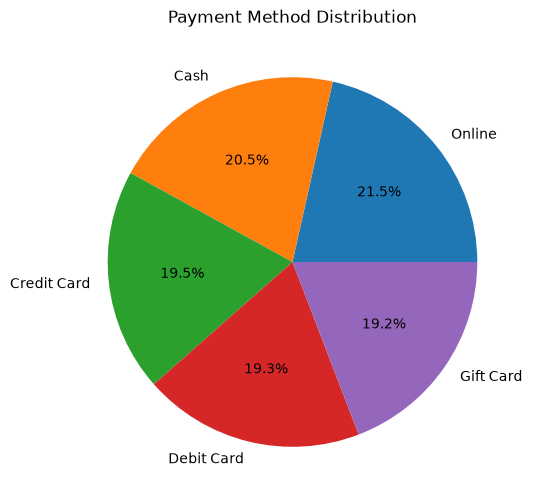 Payment Method Distribution
Cash
Online
20.5%
21.5%
Credit Card
19.5%
19.2%
19.3%
Gift Card
Debit Card